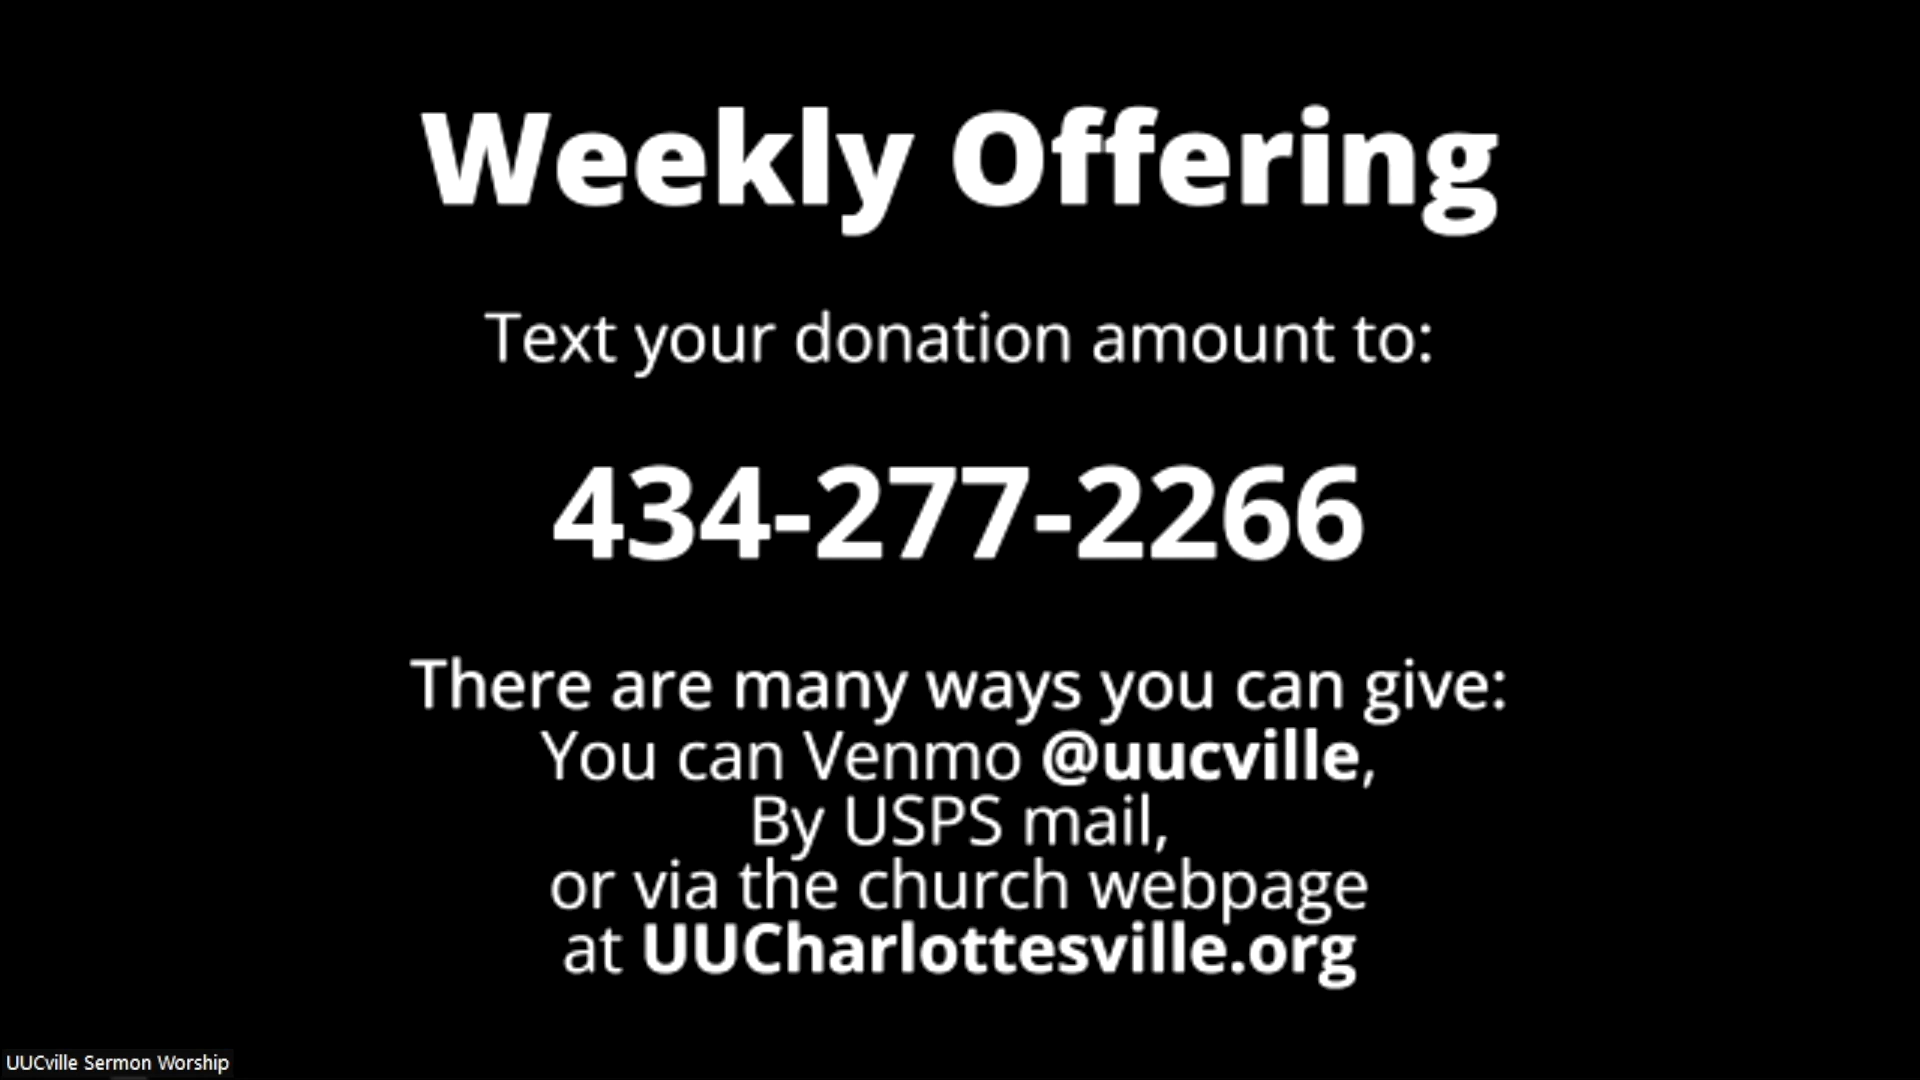 Weekly Offering
Text your donation amount to:
434-277-2266
There are many ways you can give:
You can Venmo @uucville,
By USPS mail,
or via the church webpage
at UUCharlottesville.org
UUCville Sermon Worship